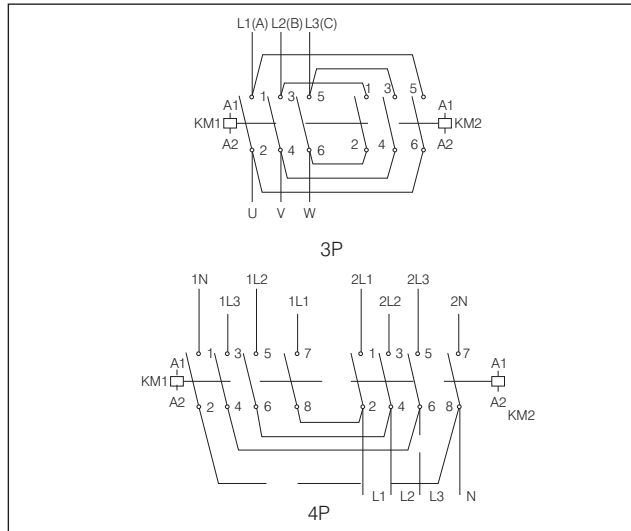 L1(A) L2(B) L3(C)
1 3 5 1 3 5
A1 A1
KM1 KM2
A2 A2
2 4 6 2 4 6
U V W
3P
1N 1L2 2L1 2L3
1L3 1L1 2L2 2N
1 3 5 7 1 3 5 7
A1 A1
KM1
A2 A2
2 4 6 8 2 4 6 8 KM2
L1 L2 L3 N
4P